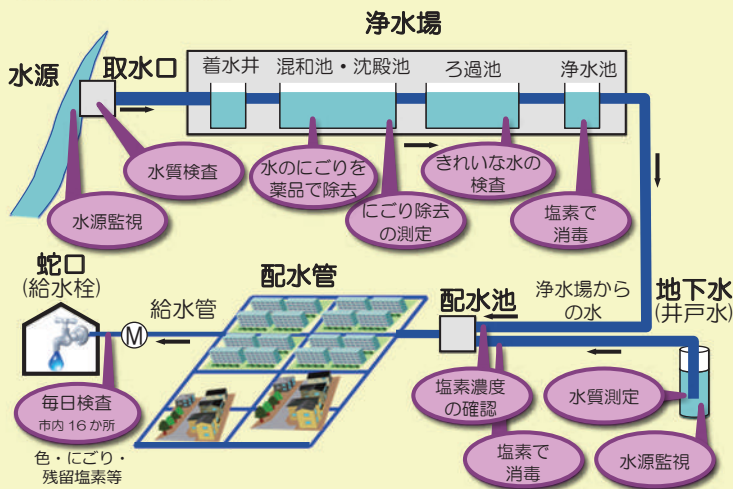 浄水場
水源
取水口
着水井
混和池・沈殿池
ろ過池
浄水池
水質検査
水源監視
水のにごりを
薬品で除去
にごり除去
の測定
きれいな水の
検査
塩素で
消毒
蛇口
(給水栓)
給水管
M
配水管
配水池
浄水場から
の水
地下水
(井戸水)
毎日検査
市内 16 か所
色・にごり・
残留塩素等
塩素濃度
の確認
塩素で
消毒
水質測定
水源監視